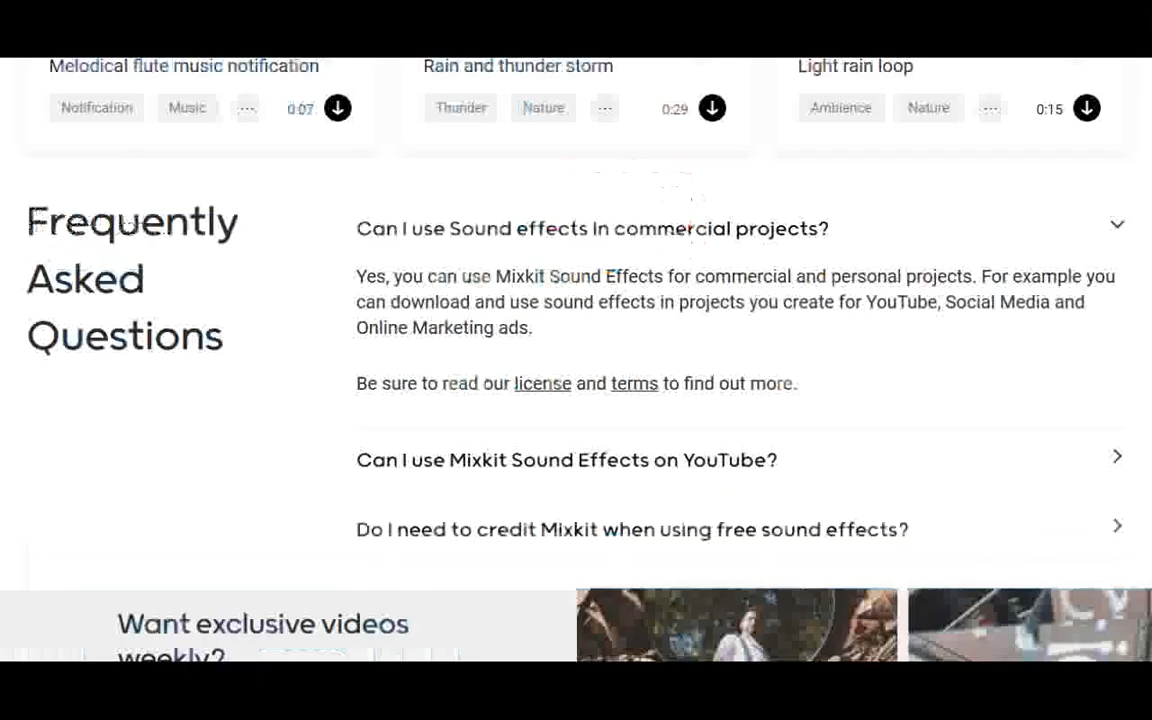 Melodical flute music notification
Rain and thunder storm
Light rain loop
Notification Music ... 0:07
Thunder Nature ... 0:29
Ambience Nature ... 0:15
Frequently
Asked
Questions
Can I use Sound effects In commercial projects?
Yes, you can use Mixkit Sound Effects for commercial and personal projects. For example you
can download and use sound effects in projects you create for YouTube, Social Media and
Online Marketing ads.
Be sure to read our license and terms to find out more.
Can I use Mixkit Sound Effects on YouTube?
Do I need to credit Mixkit when using free sound effects?
Want exclusive videos
weekly?